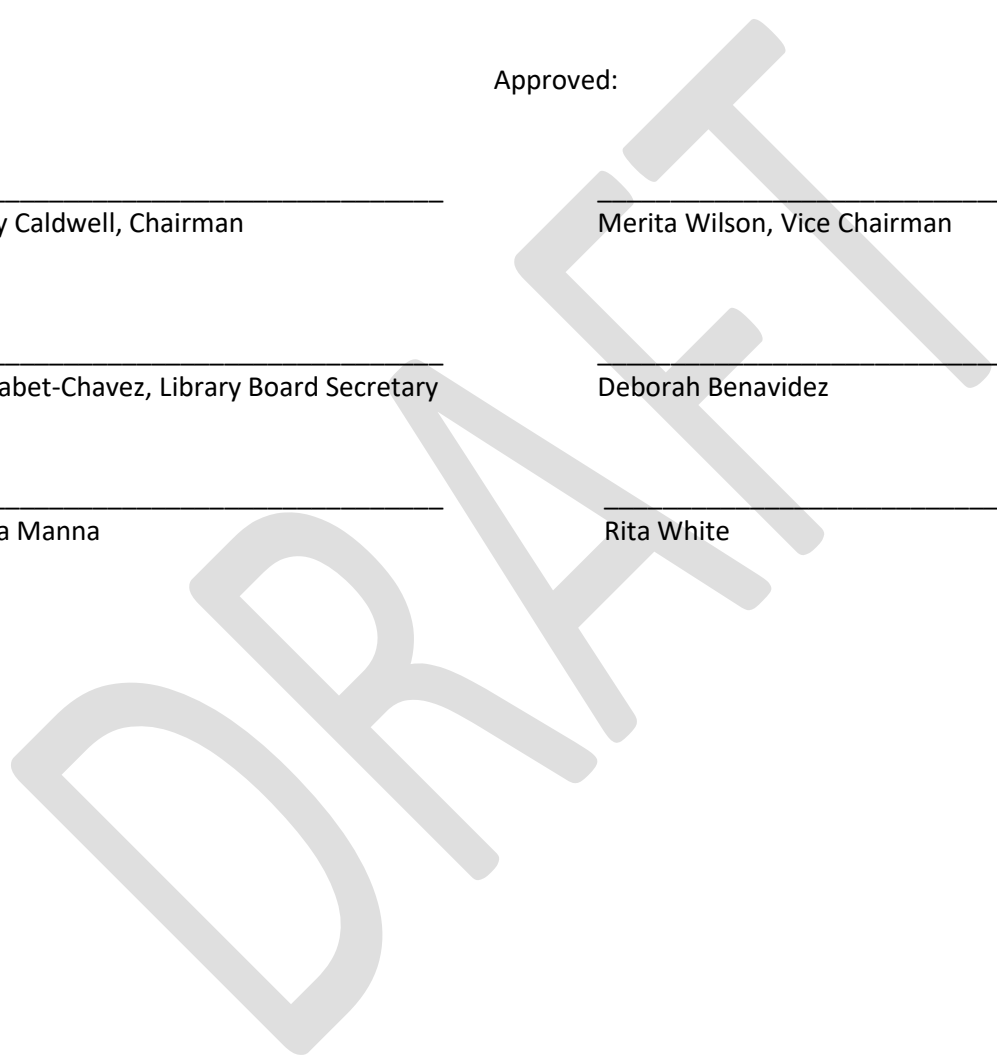 Approved:
y Caldwell, Chairman
Merita Wilson, Vice Chairman
abet-Chavez, Library Board Secretary
Deborah Benavidez
a Manna
Rita White
DRAFT